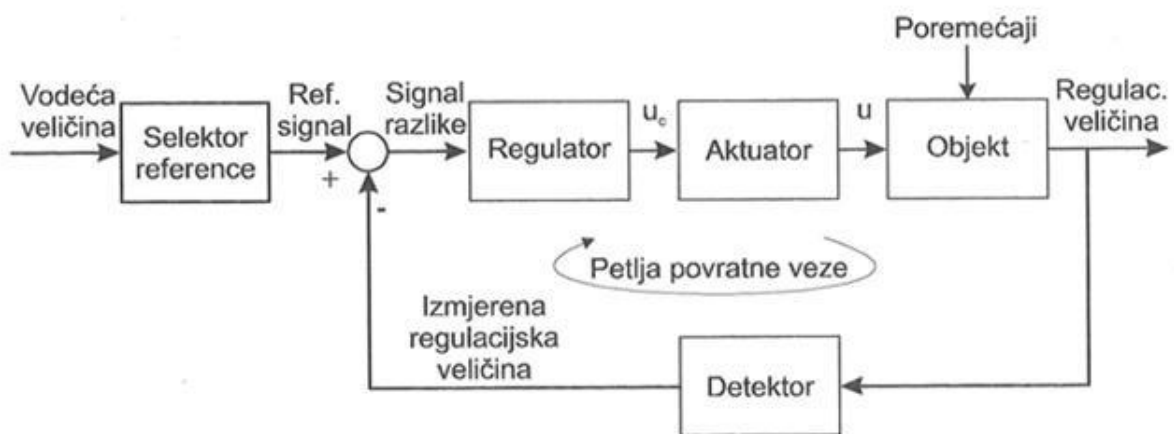 Poremećaji
Vodeća
veličina
Selektor
reference
Ref.
signal
+
-
Signal
razlike
Regulator
u_c
Aktuator
u
Objekt
Regulac.
veličina
Petlja povratne veze
Izmjerena
regulacijska
veličina
Detektor